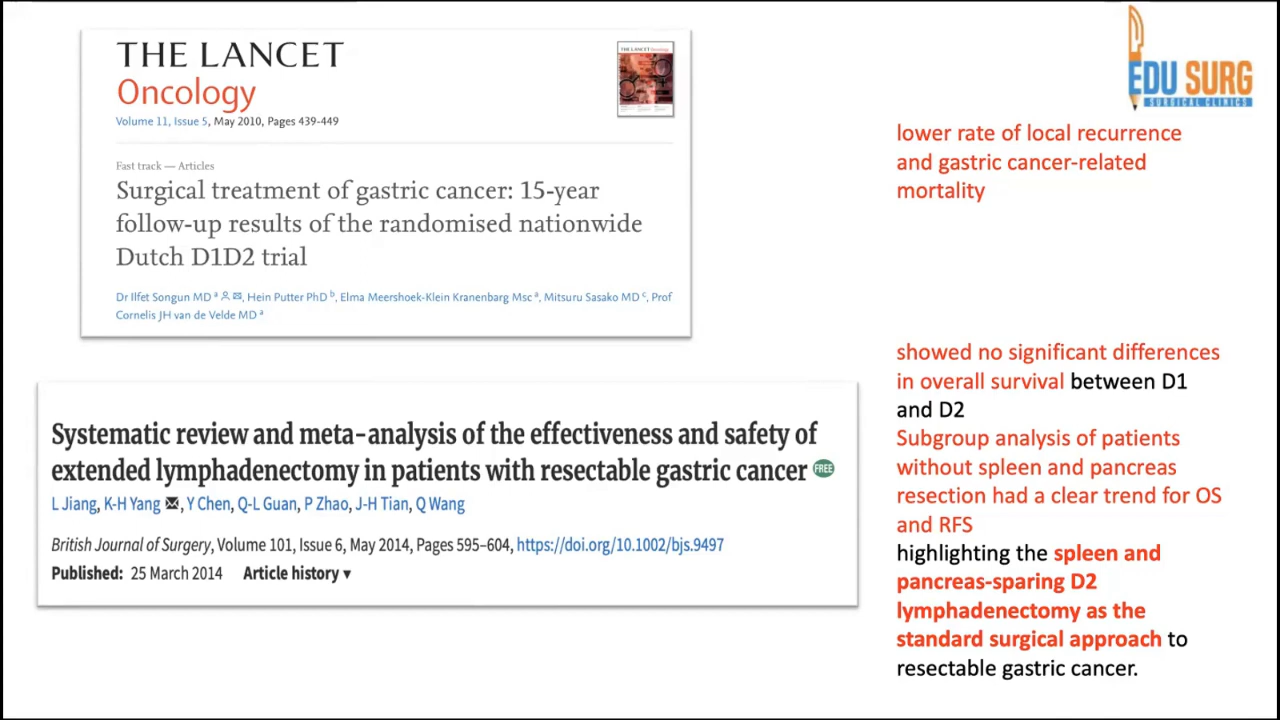 THE LANCET
Oncology
Volume 11, Issue 5, May 2010, Pages 439-449
Fast track — Articles
Surgical treatment of gastric cancer: 15-year
follow-up results of the randomised nationwide
Dutch D1D2 trial
Dr Ilfet Songun MD a, Hein Putter PhD b, Elma Meershoek-Klein Kranenbarg Msc a, Mitsuru Sasako MD c, Prof
Cornelis JH van de Velde MD a
EDU SURG
SURGICAL CLINICS
lower rate of local recurrence
and gastric cancer-related
mortality
Systematic review and meta-analysis of the effectiveness and safety of
extended lymphadenectomy in patients with resectable gastric cancer FREE
L Jiang, K-H Yang, Y Chen, Q-L Guan, P Zhao, J-H Tian, Q Wang
British Journal of Surgery, Volume 101, Issue 6, May 2014, Pages 595–604, https://doi.org/10.1002/bjs.9497
Published: 25 March 2014 Article history ▾
showed no significant differences
in overall survival between D1
and D2
Subgroup analysis of patients
without spleen and pancreas
resection had a clear trend for OS
and RFS
highlighting the spleen and
pancreas-sparing D2
lymphadenectomy as the
standard surgical approach to
resectable gastric cancer.